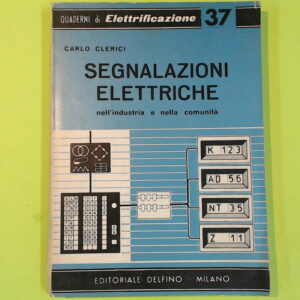 QUADERNI di Elettrificazione 37
CARLO CLERICI
SEGNALAZIONI
ELETTRICHE
nell'industria e nella comunità
K 123
AD 56
NT 35
Z 11
EDITORIALE DELFINO - MILANO